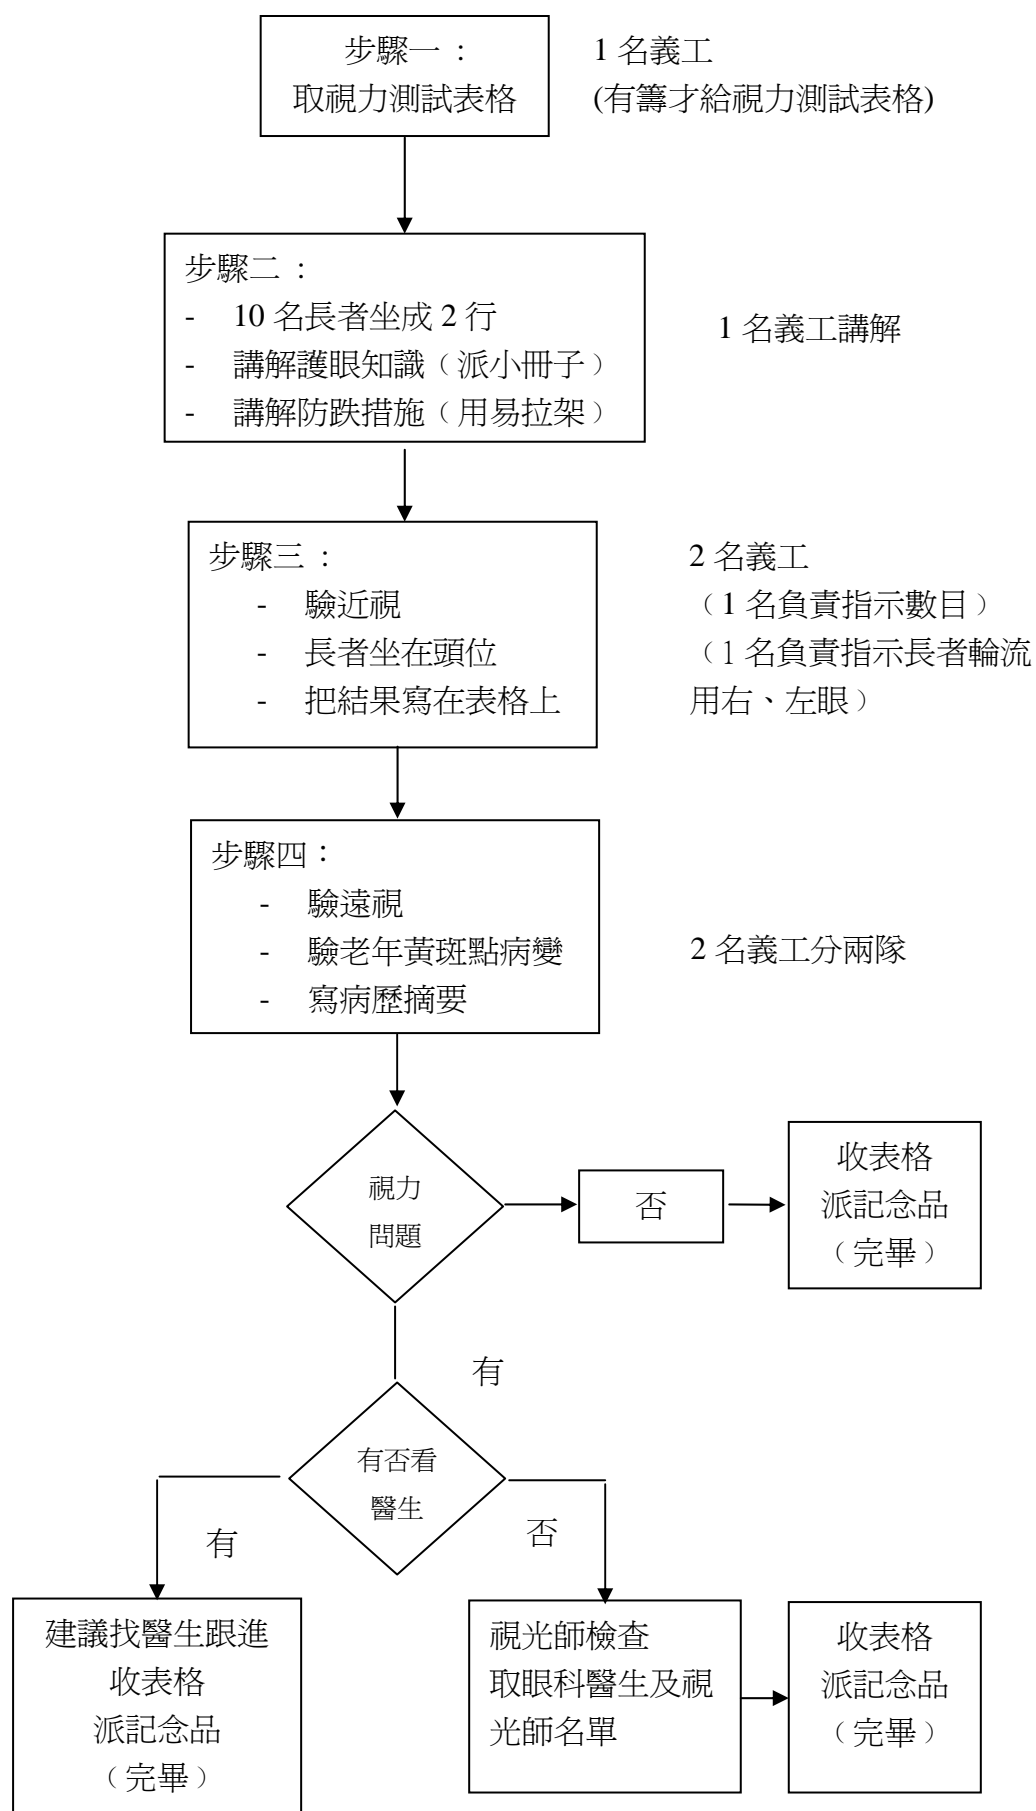 步驟一：
取視力測試表格
1 名義工
(有籌才給視力測試表格)
步驟二：
- 10 名長者坐成 2 行
- 講解護眼知識（派小冊子）
- 講解防跌措施（用易拉架）
1 名義工講解
步驟三：
- 驗近視
- 長者坐在頭位
- 把結果寫在表格上
2 名義工
（1 名負責指示數目）
（1 名負責指示長者輪流
用右、左眼）
步驟四：
- 驗遠視
- 驗老年黃斑點病變
- 寫病歷摘要
2 名義工分兩隊
視力
問題
否
收表格
派記念品
（完畢）
有
有否看
醫生
有
否
建議找醫生跟進
收表格
派記念品
（完畢）
視光師檢查
取眼科醫生及視
光師名單
收表格
派記念品
（完畢）